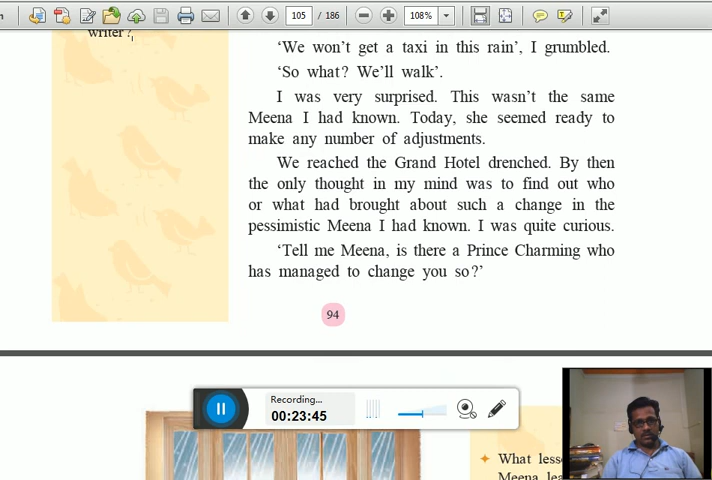 105 / 186
108%
writer?
‘We won’t get a taxi in this rain’, I grumbled.
‘So what? We’ll walk’.
I was very surprised. This wasn’t the same
Meena I had known. Today, she seemed ready to
make any number of adjustments.
We reached the Grand Hotel drenched. By then
the only thought in my mind was to find out who
or what had brought about such a change in the
pessimistic Meena I had known. I was quite curious.
‘Tell me Meena, is there a Prince Charming who
has managed to change you so?’
94
Recording...
00:23:45
What
Meena